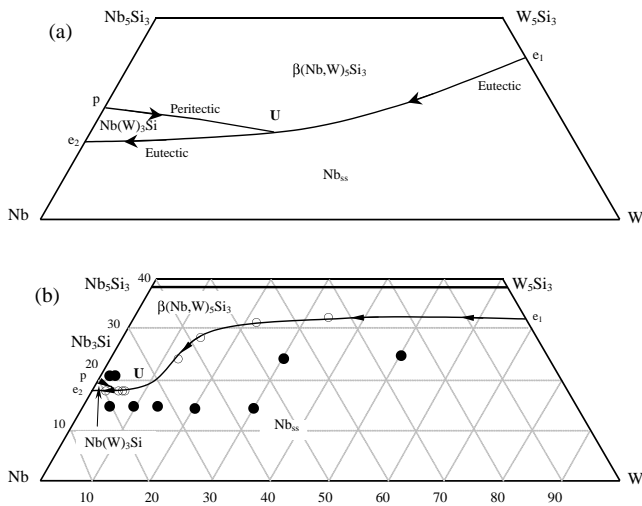 (a)
Nb5Si3
W5Si3
β(Nb,W)5Si3
e1
Eutectic
p
Peritectic
U
Nb(W)3Si
e2
Eutectic
Nbss
Nb
W
(b)
Nb5Si3
40
W5Si3
β(Nb,W)5Si3
30
e1
Nb3Si
20
p
U
e2
10
Nbss
Nb(W)3Si
Nb
W
10 20 30 40 50 60 70 80 90